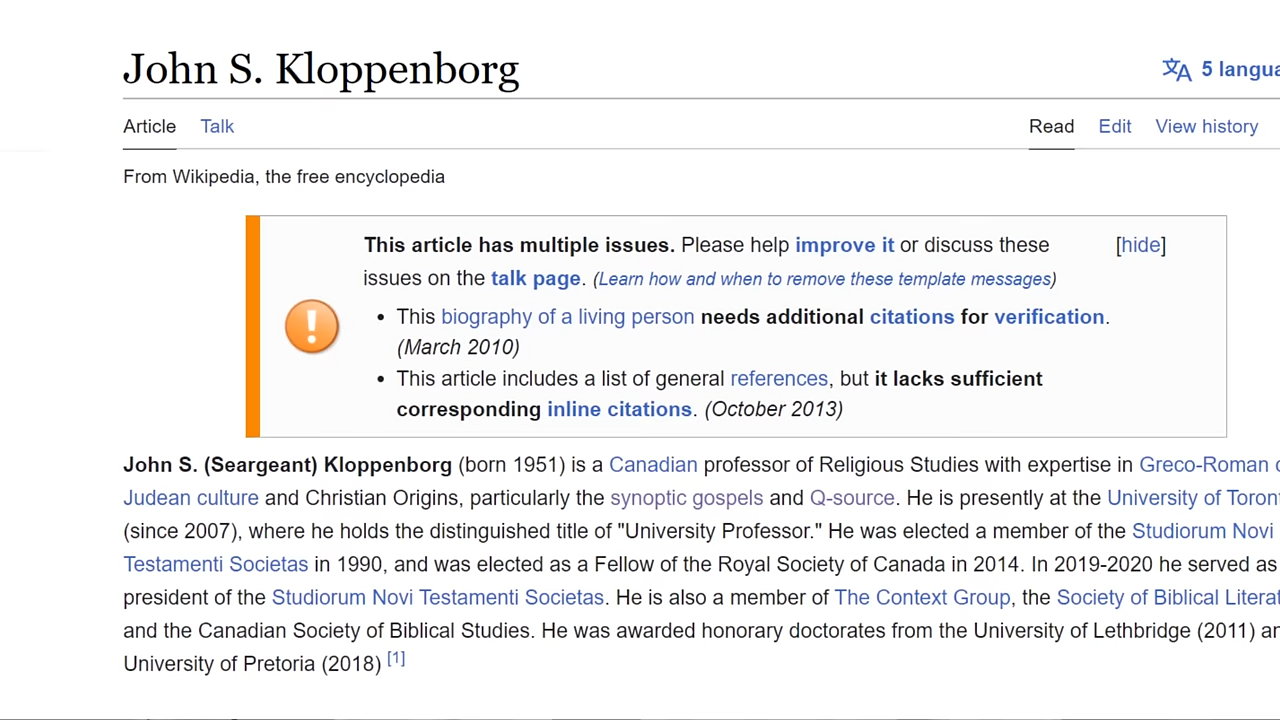 John S. Kloppenborg
5 langua
Article Talk Read Edit View history
From Wikipedia, the free encyclopedia
This article has multiple issues. Please help improve it or discuss these [hide]
issues on the talk page. (Learn how and when to remove these template messages)
• This biography of a living person needs additional citations for verification.
(March 2010)
• This article includes a list of general references, but it lacks sufficient
corresponding inline citations. (October 2013)
John S. (Seargeant) Kloppenborg (born 1951) is a Canadian professor of Religious Studies with expertise in Greco-Roman
Judean culture and Christian Origins, particularly the synoptic gospels and Q-source. He is presently at the University of Toron
(since 2007), where he holds the distinguished title of "University Professor." He was elected a member of the Studiorum Novi
Testamenti Societas in 1990, and was elected as a Fellow of the Royal Society of Canada in 2014. In 2019-2020 he served as
president of the Studiorum Novi Testamenti Societas. He is also a member of The Context Group, the Society of Biblical Literat
and the Canadian Society of Biblical Studies. He was awarded honorary doctorates from the University of Lethbridge (2011) an
University of Pretoria (2018) [1]